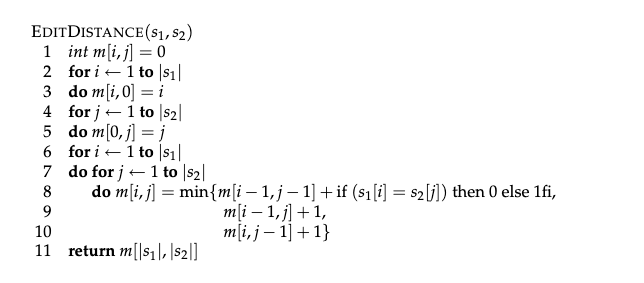 EDITDISTANCE(s1, s2)
1 int m[i, j] = 0
2 for i ← 1 to |s1|
3 do m[i, 0] = i
4 for j ← 1 to |s2|
5 do m[0, j] = j
6 for i ← 1 to |s1|
7 do for j ← 1 to |s2|
8 do m[i, j] = min{m[i − 1, j − 1] + if (s1[i] = s2[j]) then 0 else 1fi,
9 m[i − 1, j] + 1,
10 m[i, j − 1] + 1}
11 return m[|s1|, |s2|]